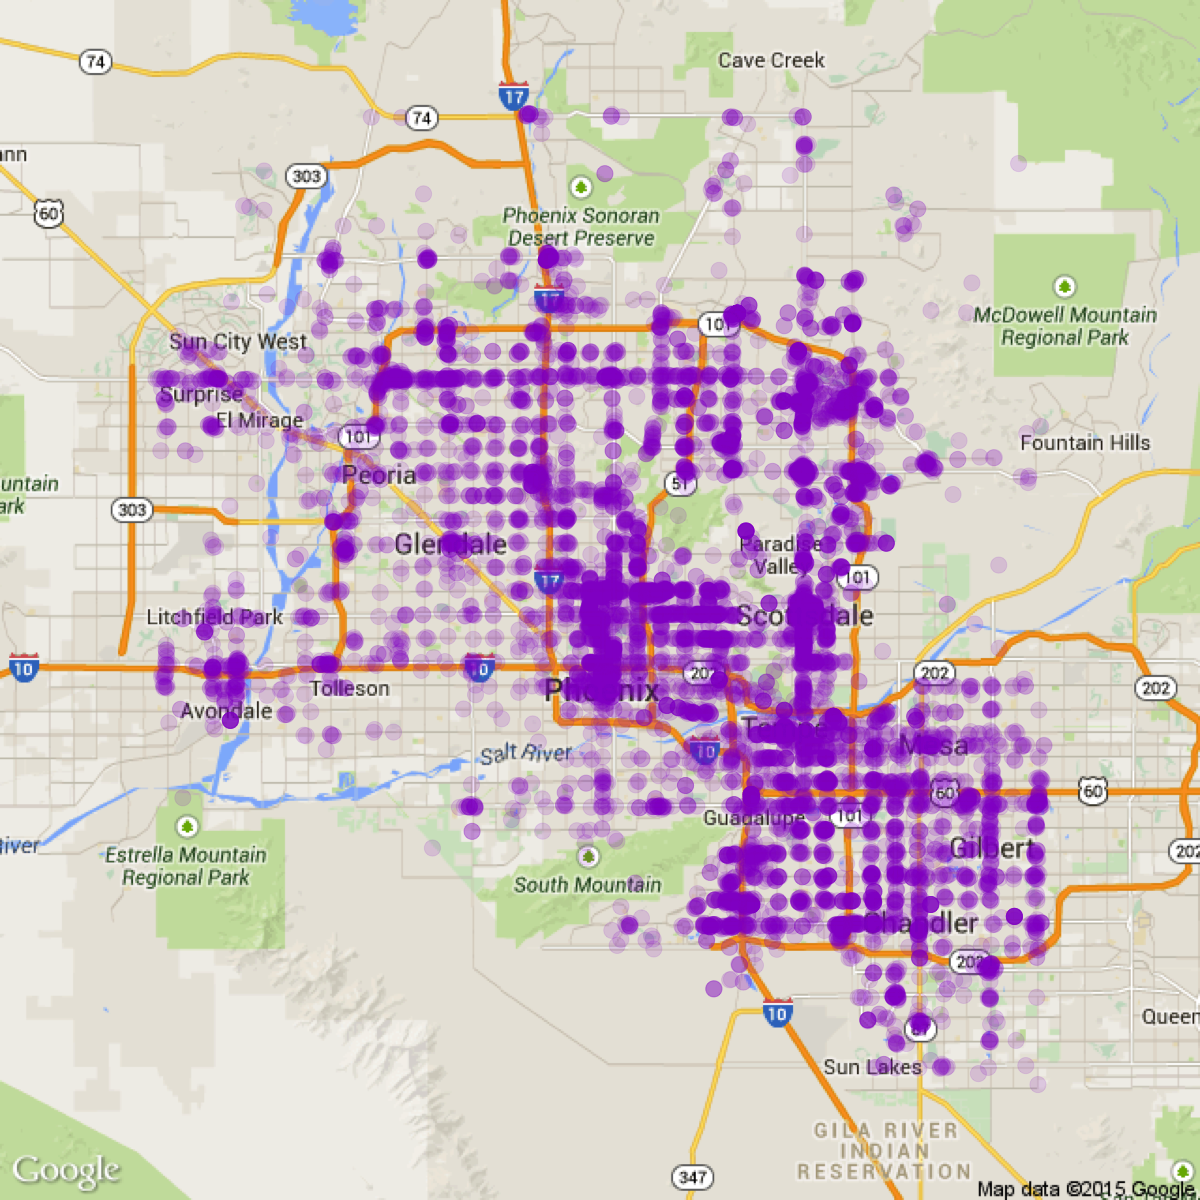 Cave Creek
74
17
74
ann
303
60
Phoenix Sonoran
Desert Preserve
17
McDowell Mountain
Regional Park
101
Sun City West
Surprise
El Mirage
101
Fountain Hills
Peoria
51
untain
ark
303
Glendale
Paradise
Valley
17
101
Litchfield Park
Scottsdale
10
10
202
202
202
Tolleson
Phoenix
Avondale
Tempe
Mesa
Salt River
10
60
60
Guadalupe
101
River
Estrella Mountain
Regional Park
South Mountain
Gilbert
202
Chandler
202
10
Queen
87
Sun Lakes
GILA RIVER
INDIAN
RESERVATION
347
Google
Map data ©2015 Google